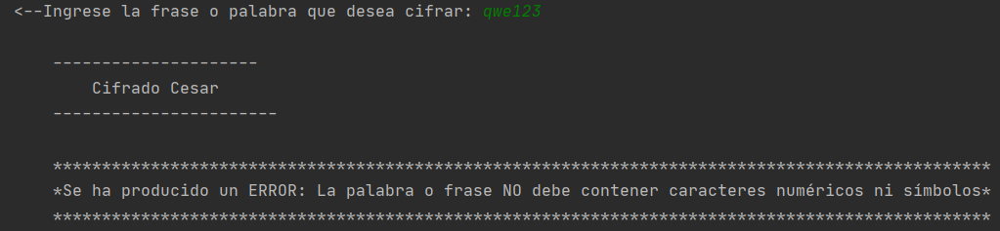 <--Ingrese la frase o palabra que desea cifrar: qwe123
---------------------
Cifrado Cesar
-----------------------
************************************************************************************************
*Se ha producido un ERROR: La palabra o frase NO debe contener caracteres numéricos ni símbolos*
************************************************************************************************